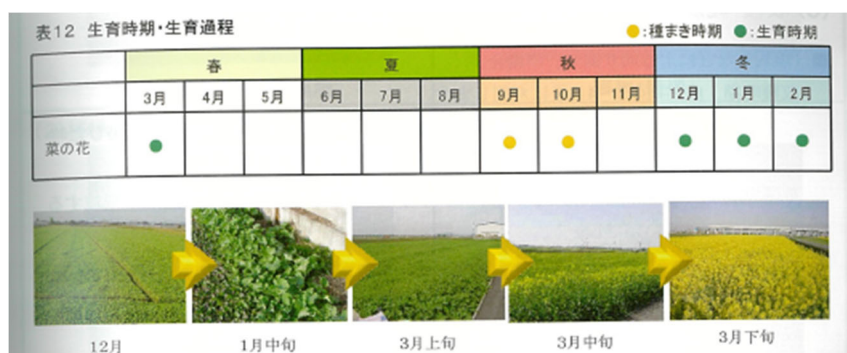 表12 生育時期・生育過程
●:種まき時期 ●:生育時期
春 夏 秋 冬
3月 4月 5月 6月 7月 8月 9月 10月 11月 12月 1月 2月
菜の花
12月 1月中旬 3月上旬 3月中旬 3月下旬